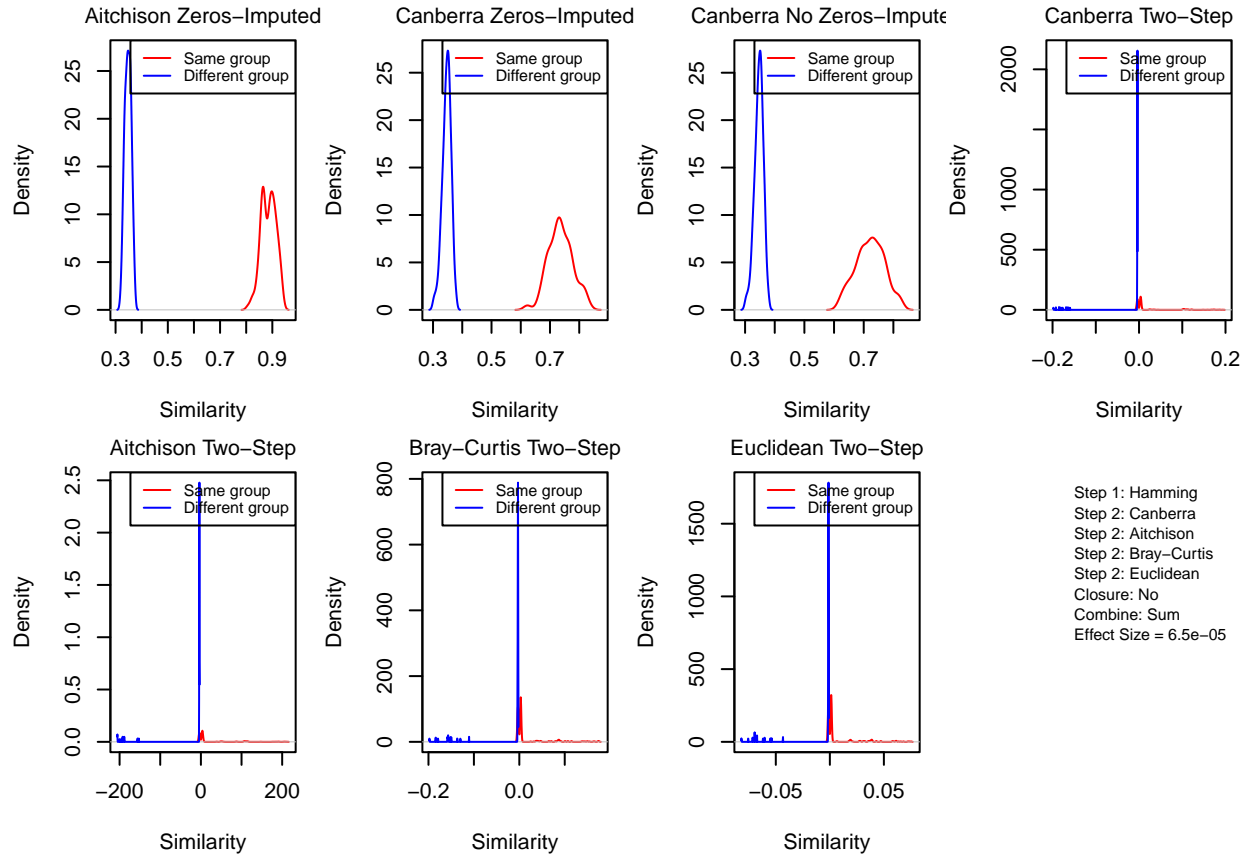 Aitchison Zeros−Imputed
Canberra Zeros−Imputed
Canberra No Zeros−Impute
Canberra Two−Step
Same group
Different group
Same group
Different group
Same group
Different group
Same group
Different group
Density
0
5
10
15
20
25
0.3
0.5
0.7
0.9
Similarity
Density
0
5
10
15
20
25
0.3
0.5
0.7
Similarity
Density
0
5
10
15
20
25
0.3
0.5
0.7
Similarity
Density
0
500
1000
2000
−0.2
0.0
0.2
Similarity
Aitchison Two−Step
Bray−Curtis Two−Step
Euclidean Two−Step
Same group
Different group
Same group
Different group
Same group
Different group
Density
0.0
0.5
1.0
1.5
2.0
2.5
−200
0
200
Similarity
Density
0
200
400
600
800
−0.2
0.0
Similarity
Density
0
500
1000
1500
−0.05
0.05
Similarity
Step 1: Hamming
Step 2: Canberra
Step 2: Aitchison
Step 2: Bray−Curtis
Step 2: Euclidean
Closure: No
Combine: Sum
Effect Size = 6.5e−05